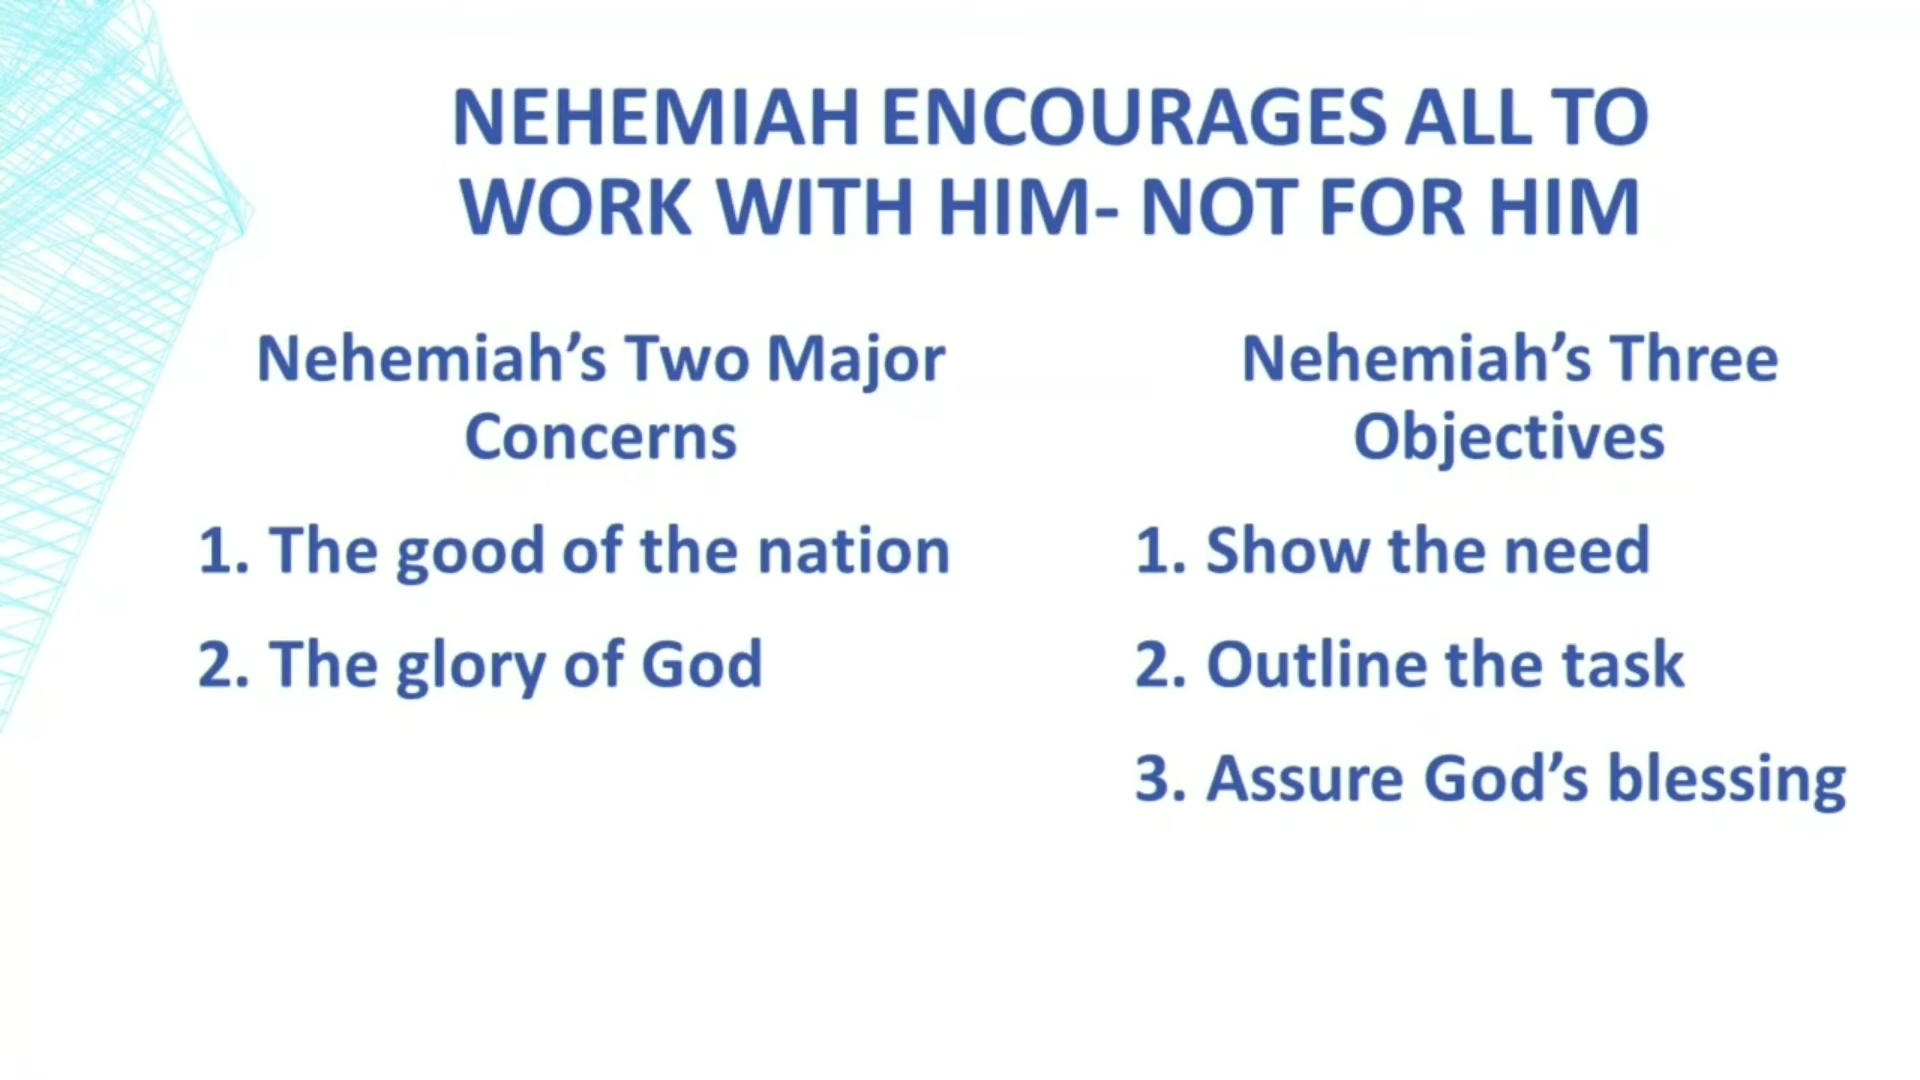 NEHEMIAH ENCOURAGES ALL TO
WORK WITH HIM- NOT FOR HIM
Nehemiah’s Two Major
Concerns
1. The good of the nation
2. The glory of God
Nehemiah’s Three
Objectives
1. Show the need
2. Outline the task
3. Assure God’s blessing